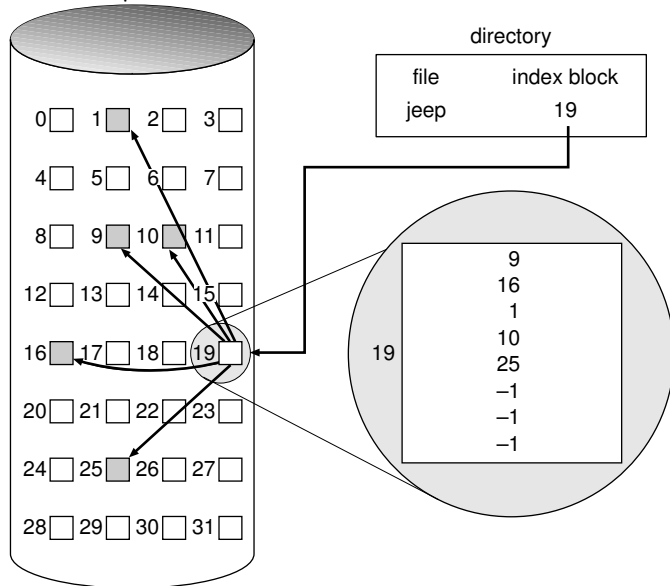 directory
file index block
jeep 19
0 1 2 3
4 5 6 7
8 9 10 11
12 13 14 15
16 17 18 19
20 21 22 23
24 25 26 27
28 29 30 31
19
9
16
1
10
25
–1
–1
–1